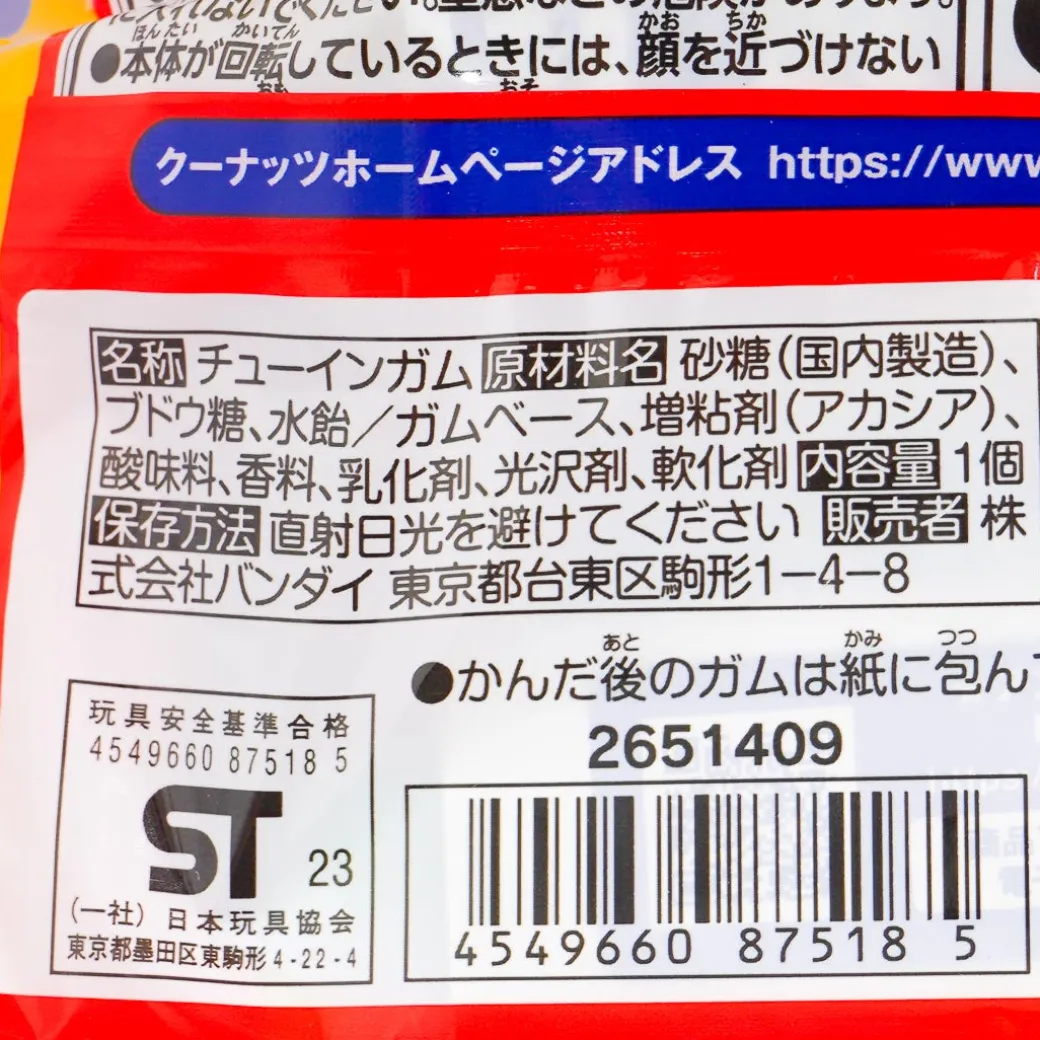 ●本体が回転しているときには、顔を近づけない
クーナッツホームページアドレス https://www
名称 チューインガム 原材料名 砂糖(国内製造)、
ブドウ糖、水飴/ガムベース、増粘剤(アカシア)、
酸味料、香料、乳化剤、光沢剤、軟化剤 内容量 1個
保存方法 直射日光を避けてください 販売者 株
式会社バンダイ 東京都台東区駒形1-4-8
●かんだ後のガムは紙に包ん
2651409
玩具安全基準合格
4549660 87518 5
ST 23
(一社) 日本玩具協会
東京都墨田区東駒形4-22-4
4549660 87518 5